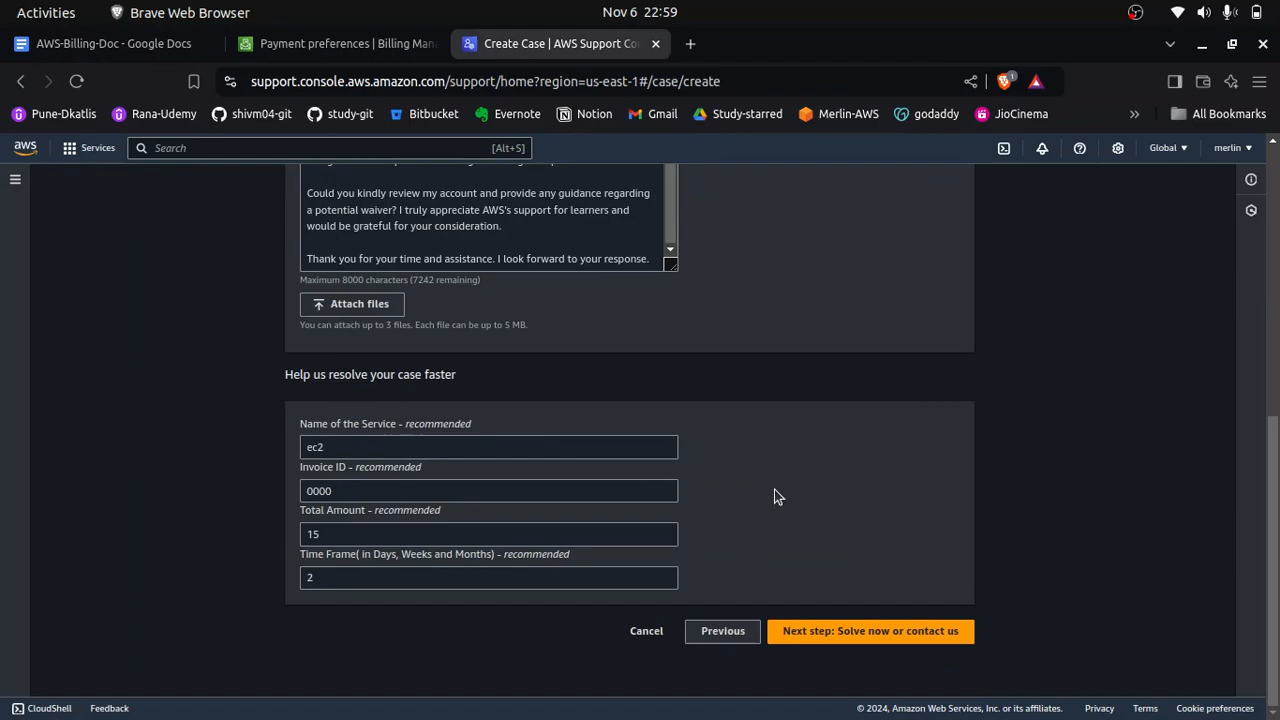 Activities
Brave Web Browser
Nov 6 22:59
AWS-Billing-Doc - Google Docs
Payment preferences | Billing Man
Create Case | AWS Support Co
support.console.aws.amazon.com/support/home?region=us-east-1#/case/create
1
Pune-Dkatlis
Rana-Udemy
shivm04-git
study-git
Bitbucket
Evernote
Notion
Gmail
Study-starred
Merlin-AWS
godaddy
JioCinema
All Bookmarks
aws
Services
Search
[Alt+S]
Global
merlin
Could you kindly review my account and provide any guidance regarding
a potential waiver? I truly appreciate AWS's support for learners and
would be grateful for your consideration.
Thank you for your time and assistance. I look forward to your response.
Maximum 8000 characters (7242 remaining)
Attach files
You can attach up to 3 files. Each file can be up to 5 MB.
Help us resolve your case faster
Name of the Service - recommended
ec2
Invoice ID - recommended
0000
Total Amount - recommended
15
Time Frame( in Days, Weeks and Months) - recommended
2
Cancel
Previous
Next step: Solve now or contact us
CloudShell
Feedback
© 2024, Amazon Web Services, Inc. or its affiliates.
Privacy
Terms
Cookie preferences